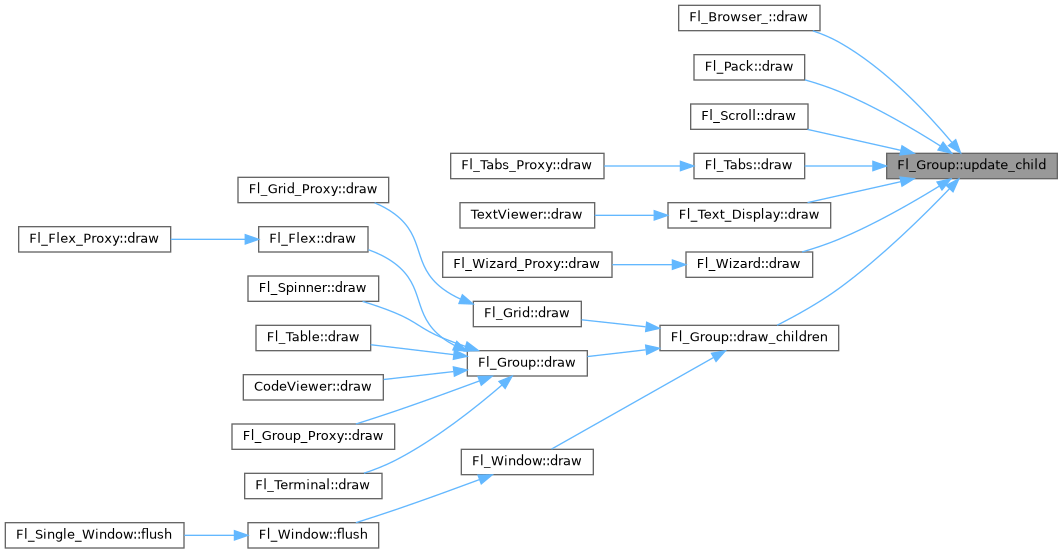 Fl_Browser_::draw
Fl_Pack::draw
Fl_Scroll::draw
Fl_Group::update_child
Fl_Tabs_Proxy::draw
Fl_Tabs::draw
Fl_Grid_Proxy::draw
TextViewer::draw
Fl_Text_Display::draw
Fl_Flex_Proxy::draw
Fl_Flex::draw
Fl_Wizard_Proxy::draw
Fl_Wizard::draw
Fl_Spinner::draw
Fl_Grid::draw
Fl_Table::draw
Fl_Group::draw_children
Fl_Group::draw
CodeViewer::draw
Fl_Group_Proxy::draw
Fl_Window::draw
Fl_Terminal::draw
Fl_Single_Window::flush
Fl_Window::flush